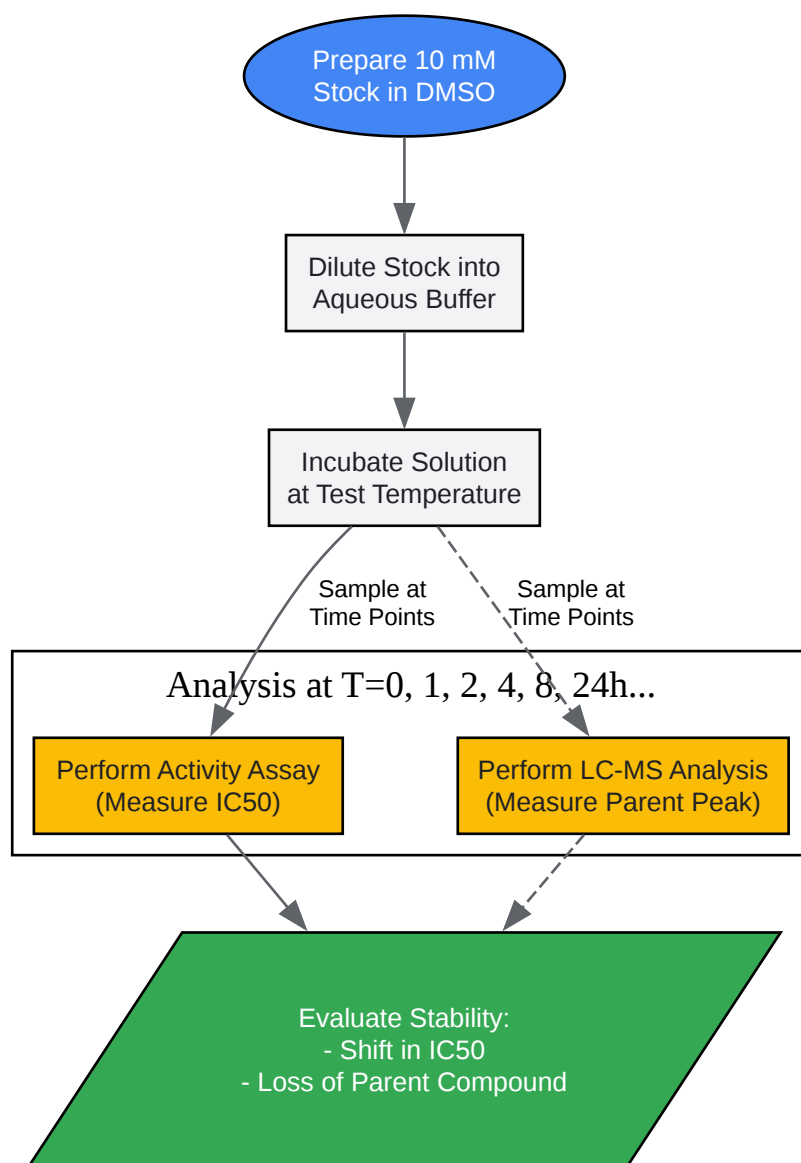 Prepare 10 mM
Stock in DMSO
Dilute Stock into
Aqueous Buffer
Incubate Solution
at Test Temperature
Sample at
Time Points
Sample at
Time Points
Analysis at T=0, 1, 2, 4, 8, 24h...
Perform Activity Assay
(Measure IC50)
Perform LC-MS Analysis
(Measure Parent Peak)
Evaluate Stability:
- Shift in IC50
- Loss of Parent Compound